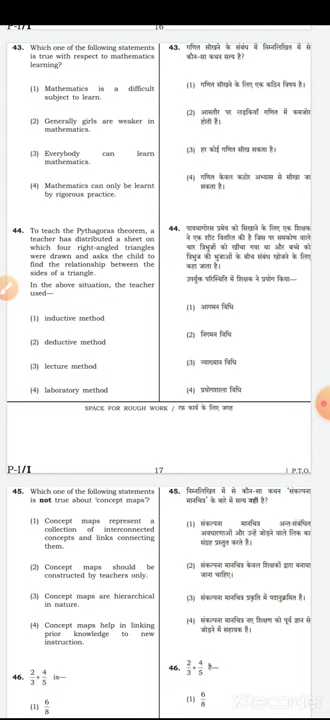 P-I/I
16
43. Which one of the following statements
is true with respect to mathematics
learning?
(1) Mathematics is a difficult
subject to learn.
(2) Generally girls are weaker in
mathematics.
(3) Everybody can learn
mathematics.
(4) Mathematics can only be learnt
by rigorous practice.
43. गणित सीखने के संबंध में निम्नलिखित में से
कौन-सा कथन सत्य है?
(1) गणित सीखने के लिए एक कठिन विषय है।
(2) आमतौर पर लड़कियाँ गणित में कमजोर
होती है।
(3) हर कोई गणित सीख सकता है।
(4) गणित केवल कठोर अभ्यास से सीखा जा
सकता है।
44. To teach the Pythagoras theorem, a
teacher has distributed a sheet on
which four right-angled triangles
were drawn and asks the child to
find the relationship between the
sides of a triangle.
In the above situation, the teacher
used—
(1) inductive method
(2) deductive method
(3) lecture method
(4) laboratory method
44. पायथागोरस प्रमेय को सिखाने के लिए एक शिक्षक
ने एक शीट वितरित की है जिस पर समकोण वाले
चार त्रिभुजों को खींचा गया था और बच्चे को
त्रिभुज की भुजाओं के बीच संबंध खोजने के लिए
कहा जाता है।
उपर्युक्त परिस्थिति में शिक्षक ने प्रयोग किया—
(1) आगमन विधि
(2) निगमन विधि
(3) व्याख्यान विधि
(4) प्रयोगशाला विधि
SPACE FOR ROUGH WORK / रफ़ कार्य के लिए जगह
P-I/I
17
P.T.O.
45. Which one of the following statements
is not true about 'concept maps'?
(1) Concept maps represent a
collection of interconnected
concepts and links connecting
them.
(2) Concept maps should be
constructed by teachers only.
(3) Concept maps are hierarchical
in nature.
(4) Concept maps help in linking
prior knowledge to new
instruction.
45. निम्नलिखित में से कौन-सा कथन 'संकल्पना
मानचित्र' के बारे में सत्य नहीं है?
(1) संकल्पना मानचित्र अन्तःसंबंधित
अवधारणाओं और उन्हें जोड़ने वाले लिंक का
संग्रह प्रस्तुत करते हैं।
(2) संकल्पना मानचित्र केवल शिक्षकों द्वारा बनाया
जाना चाहिए।
(3) संकल्पना मानचित्र प्रकृति में पदानुक्रमित है।
(4) संकल्पना मानचित्र नए शिक्षण को पूर्व ज्ञान से
जोड़ने में सहायक हैं।
46. 2/3 + 4/5 is—
(1) 6/8
46. 2/3 + 4/5 है—
(1) 6/8